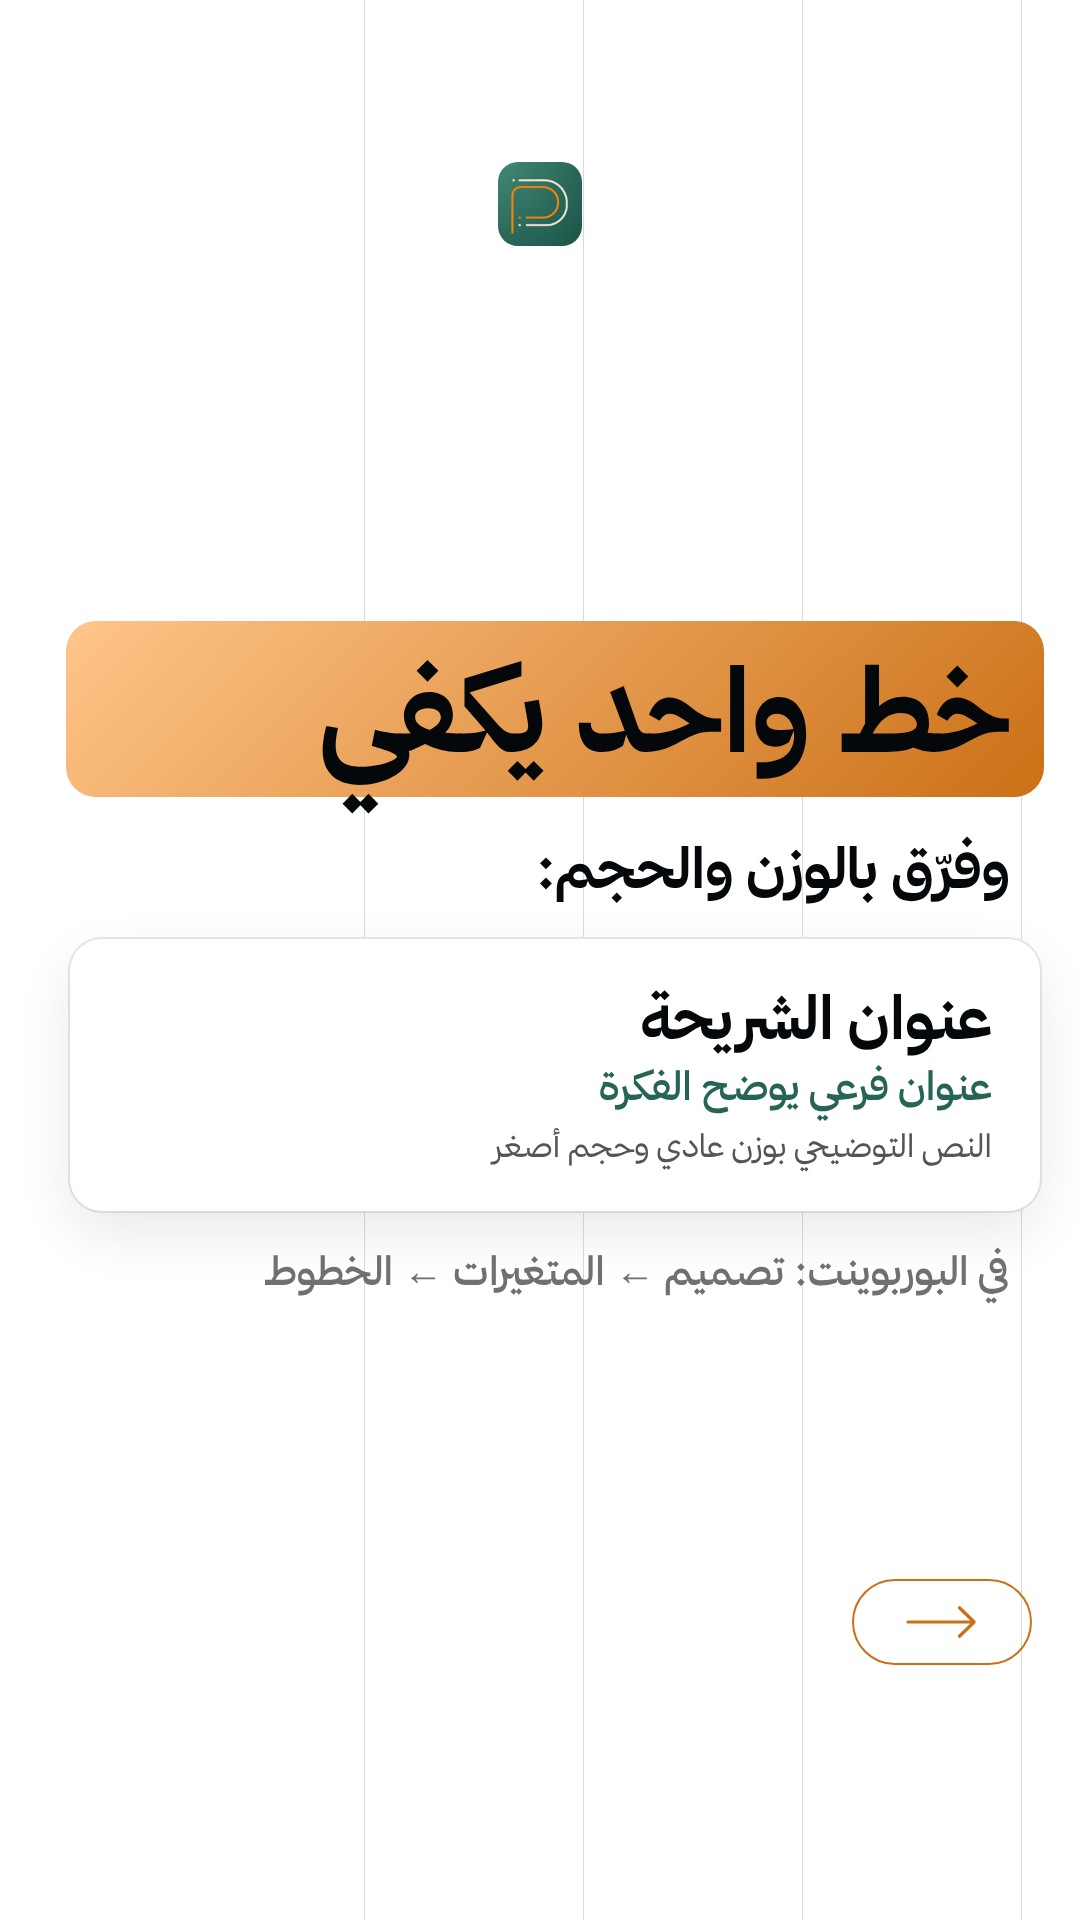 خط واحد يكفي
وفرّق بالوزن والحجم:
عنوان الشريحة
عنوان فرعي يوضح الفكرة
النص التوضيحي بوزن عادي وحجم أصغر
في البوربوينت: تصميم ← المتغيرات ← الخطوط